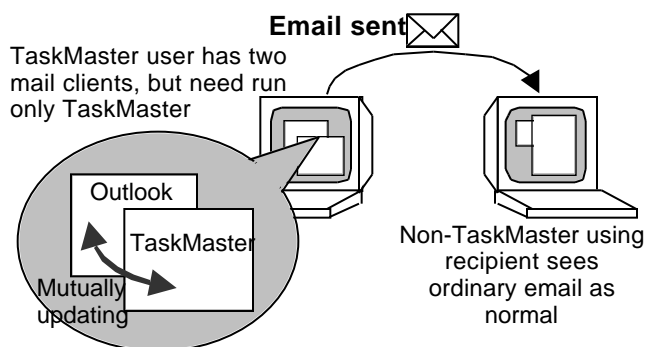 Email sent
TaskMaster user has two
mail clients, but need run
only TaskMaster
Outlook
TaskMaster
Mutually
updating
Non-TaskMaster using
recipient sees
ordinary email as
normal